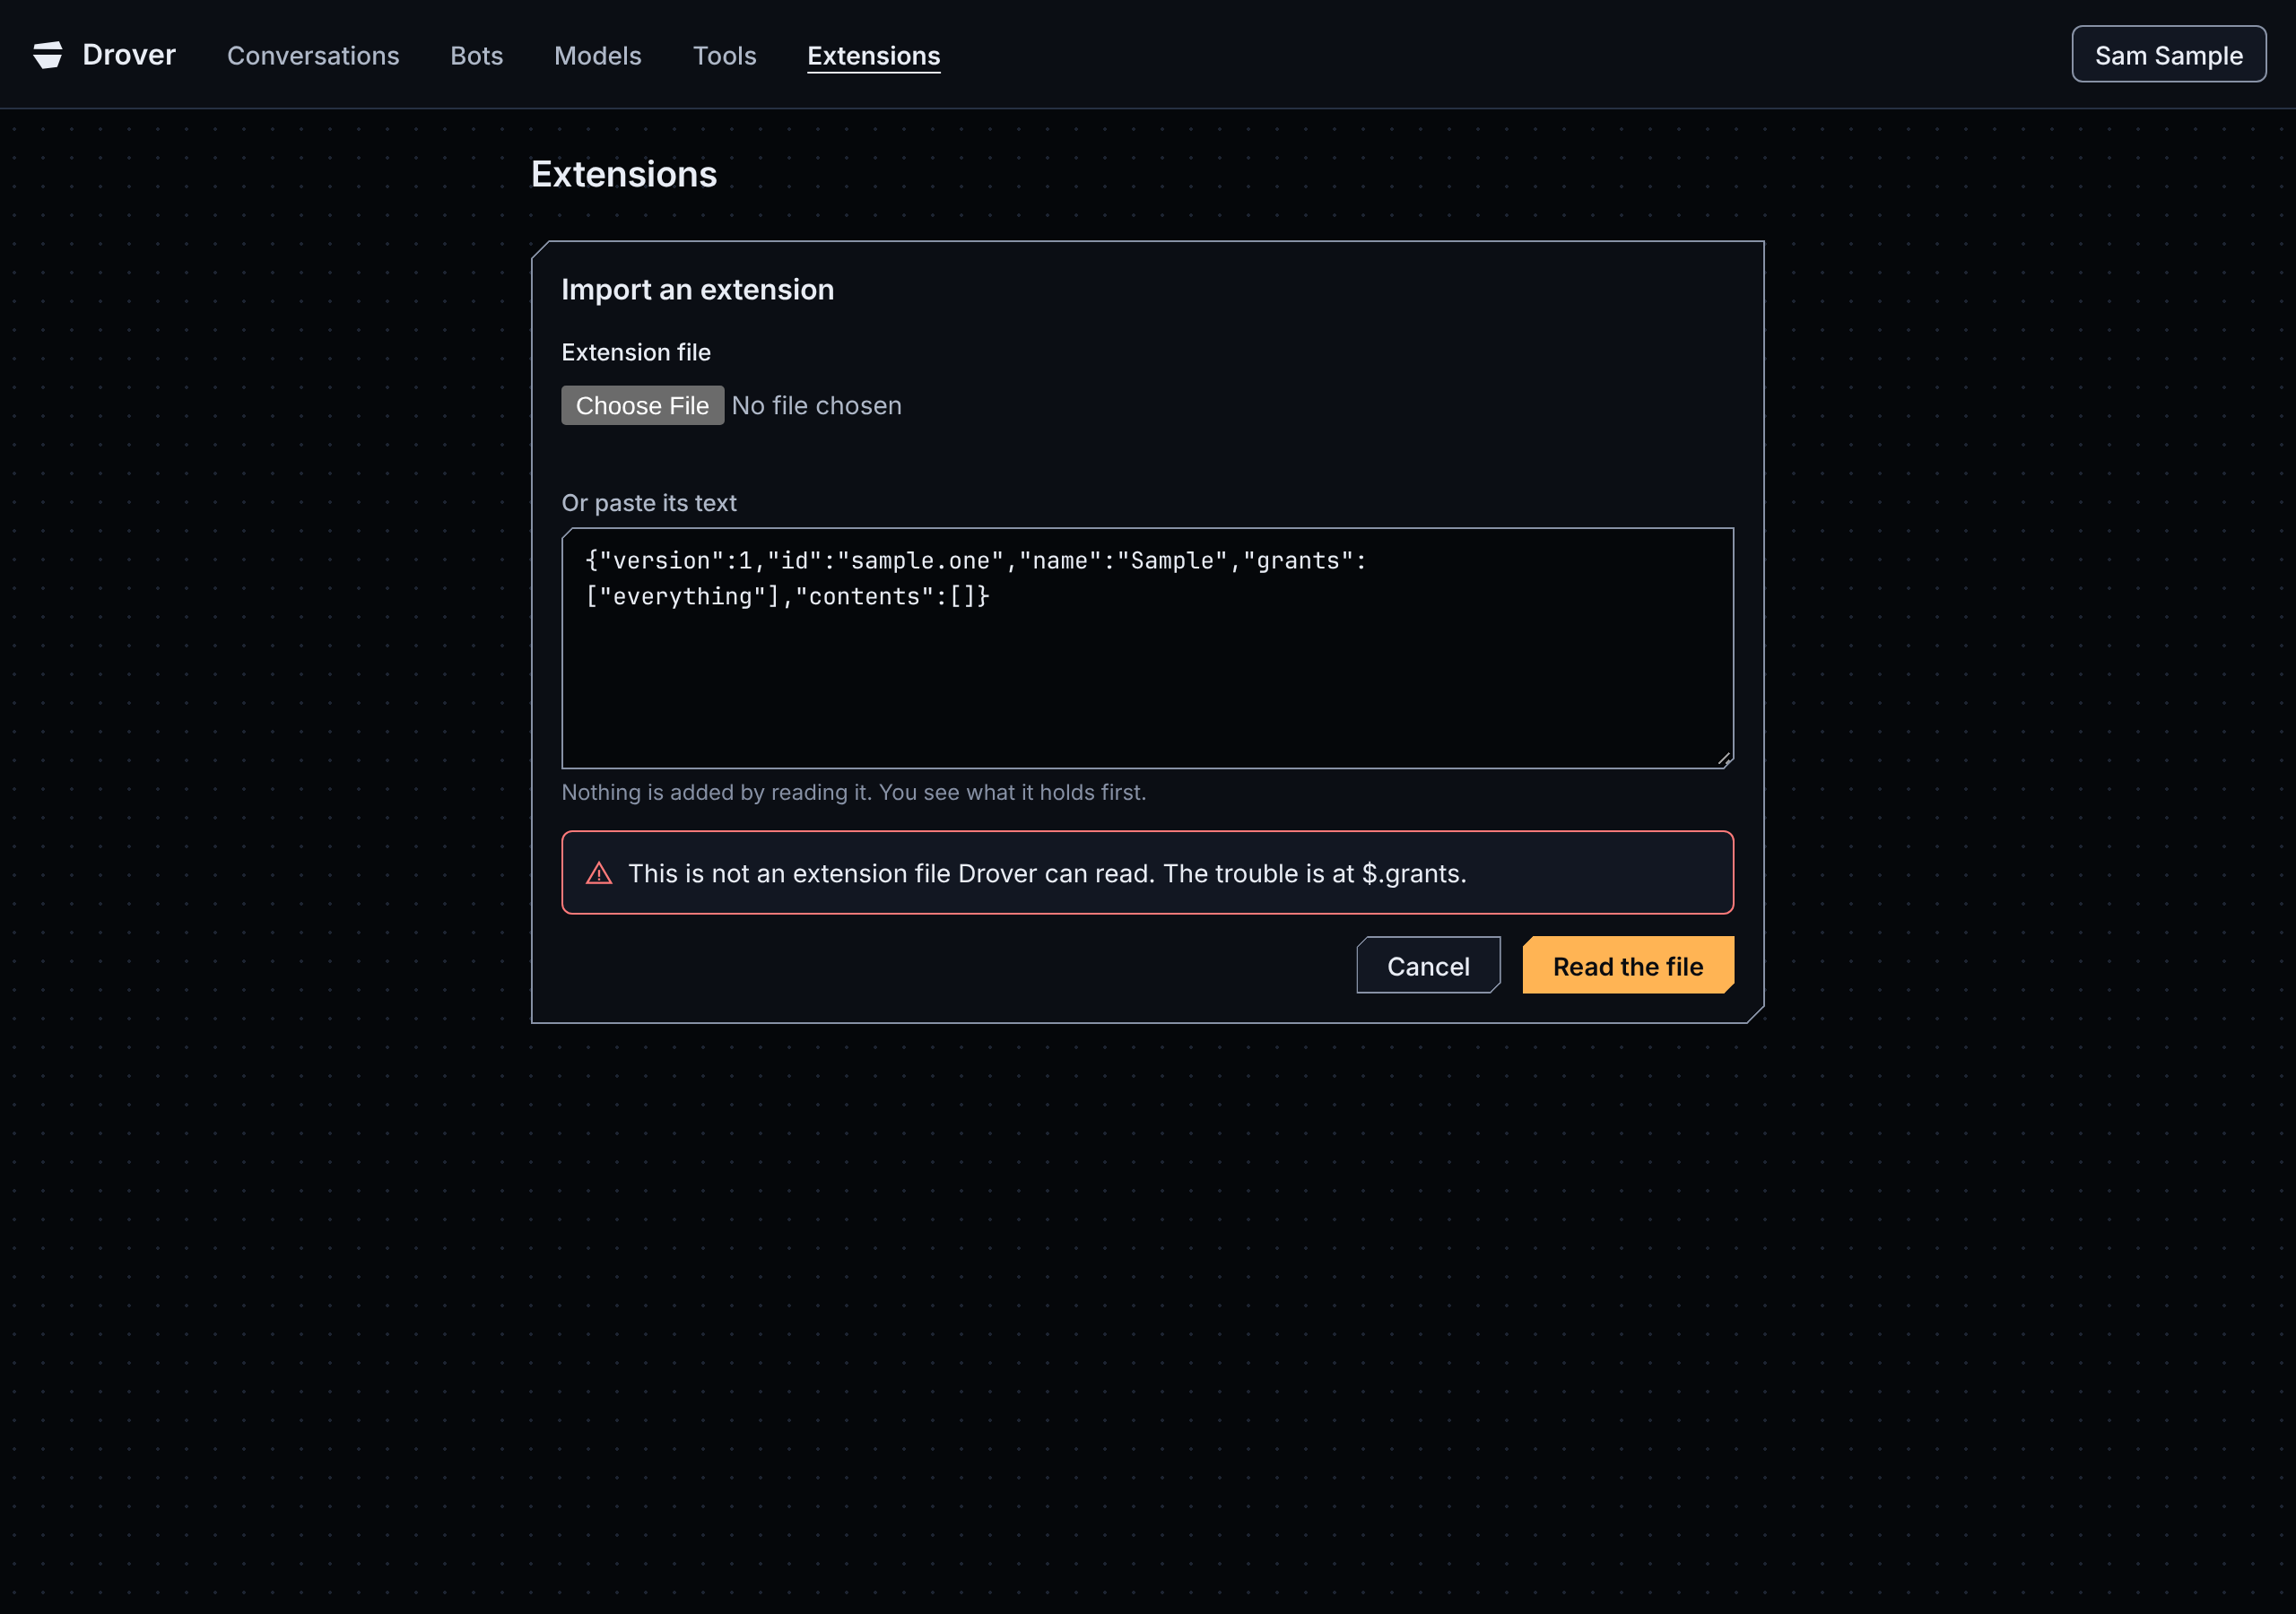 Drover
Conversations
Bots
Models
Tools
Extensions
Sam Sample
Extensions
Import an extension
Extension file
Choose File No file chosen
Or paste its text
{"version":1,"id":"sample.one","name":"Sample","grants":
["everything"],"contents":[]}
Nothing is added by reading it. You see what it holds first.
This is not an extension file Drover can read. The trouble is at $.grants.
Cancel
Read the file